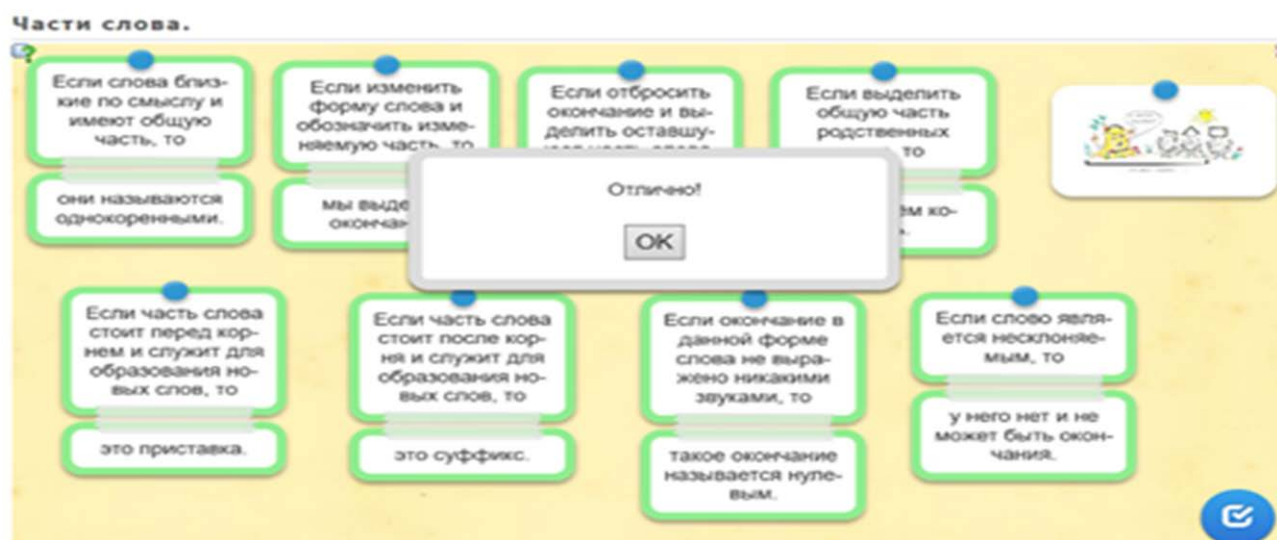 Части слова.
Если слова близ-
кие по смыслу и
имеют общую
часть, то
они называются
однокоренными.
Если изменить
форму слова и
обозначить изме-
няемую часть, то
мы выде
окончан
Если отбросить
окончание и вы-
делить оставшу-
Если выделить
общую часть
родственных
то
ем ко-
Отлично!
OK
Если часть слова
стоит перед кор-
нем и служит для
образования но-
вых слов, то
это приставка.
Если часть слова
стоит после кор-
ня и служит для
образования но-
вых слов, то
это суффикс.
Если окончание в
данной форме
слова не выра-
жено никакими
звуками, то
такое окончание
называется нуле-
вым.
Если слово явля-
ется несклоняе-
мым, то
у него нет и не
может быть окон-
чания.